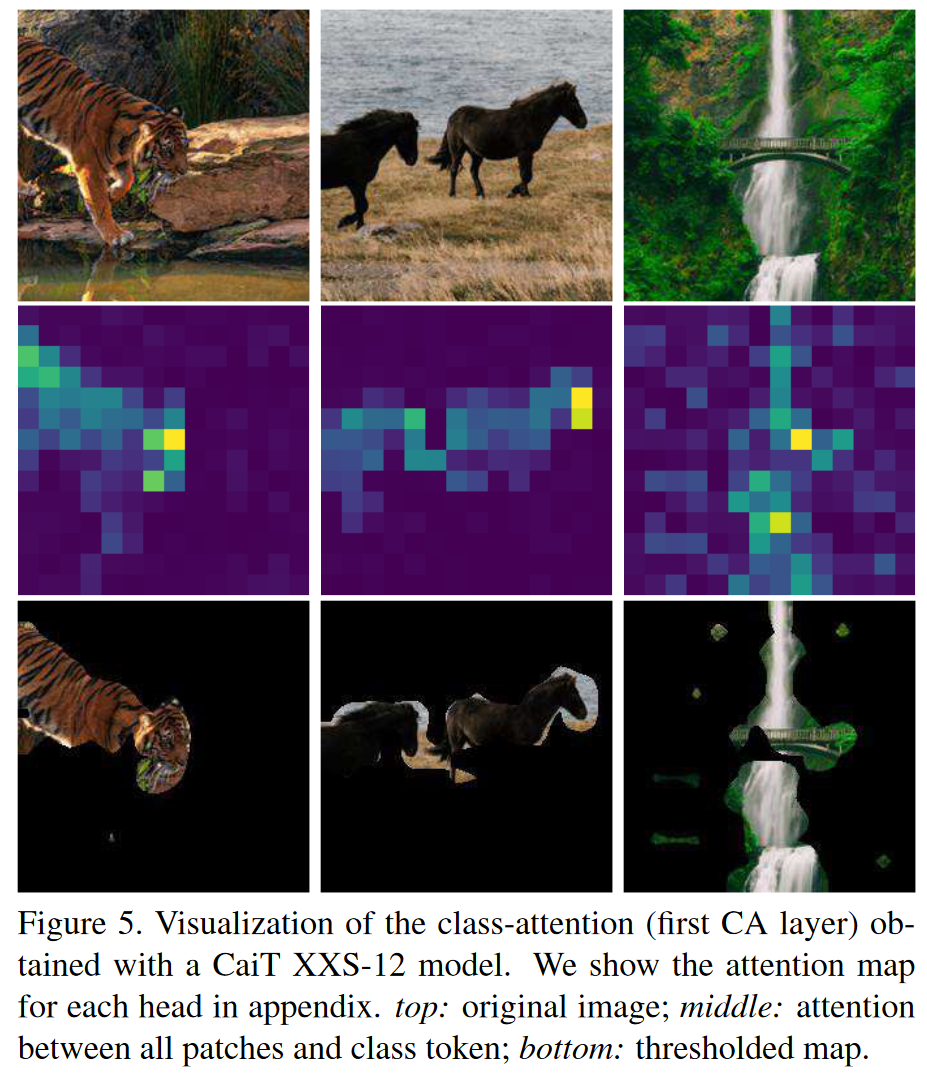 Figure 5. Visualization of the class-attention (first CA layer) ob-
tained with a CaiT XXS-12 model. We show the attention map
for each head in appendix. top: original image; middle: attention
between all patches and class token; bottom: thresholded map.